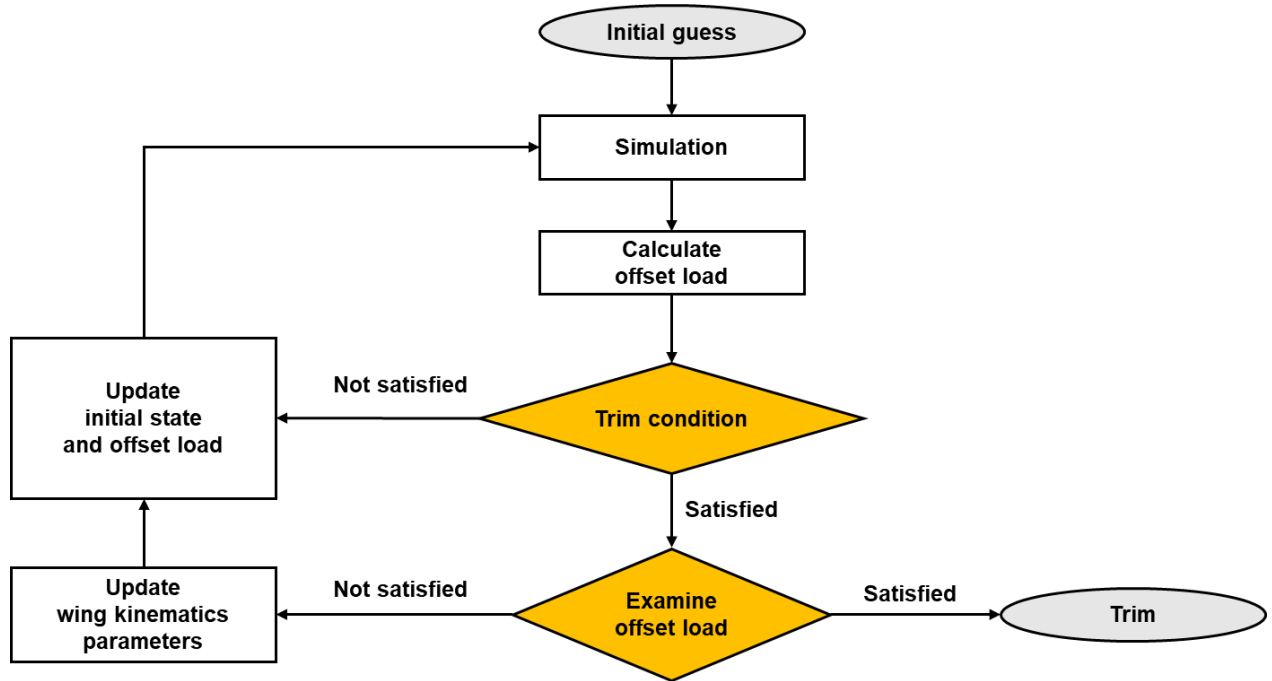 Initial guess
Simulation
Calculate
offset load
Not satisfied
Update
initial state
and offset load
Trim condition
Satisfied
Not satisfied
Update
wing kinematics
parameters
Examine
offset load
Satisfied
Trim